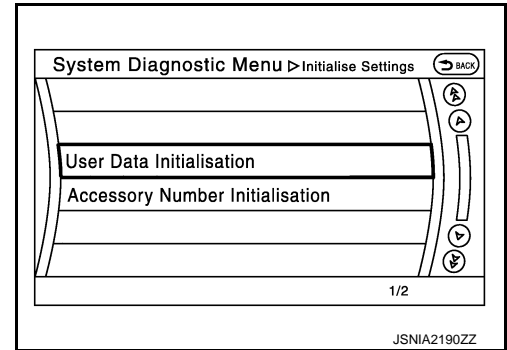 System Diagnostic Menu ▷ Initialise Settings BACK
User Data Initialisation
Accessory Number Initialisation
1/2
JSNIA2190ZZ